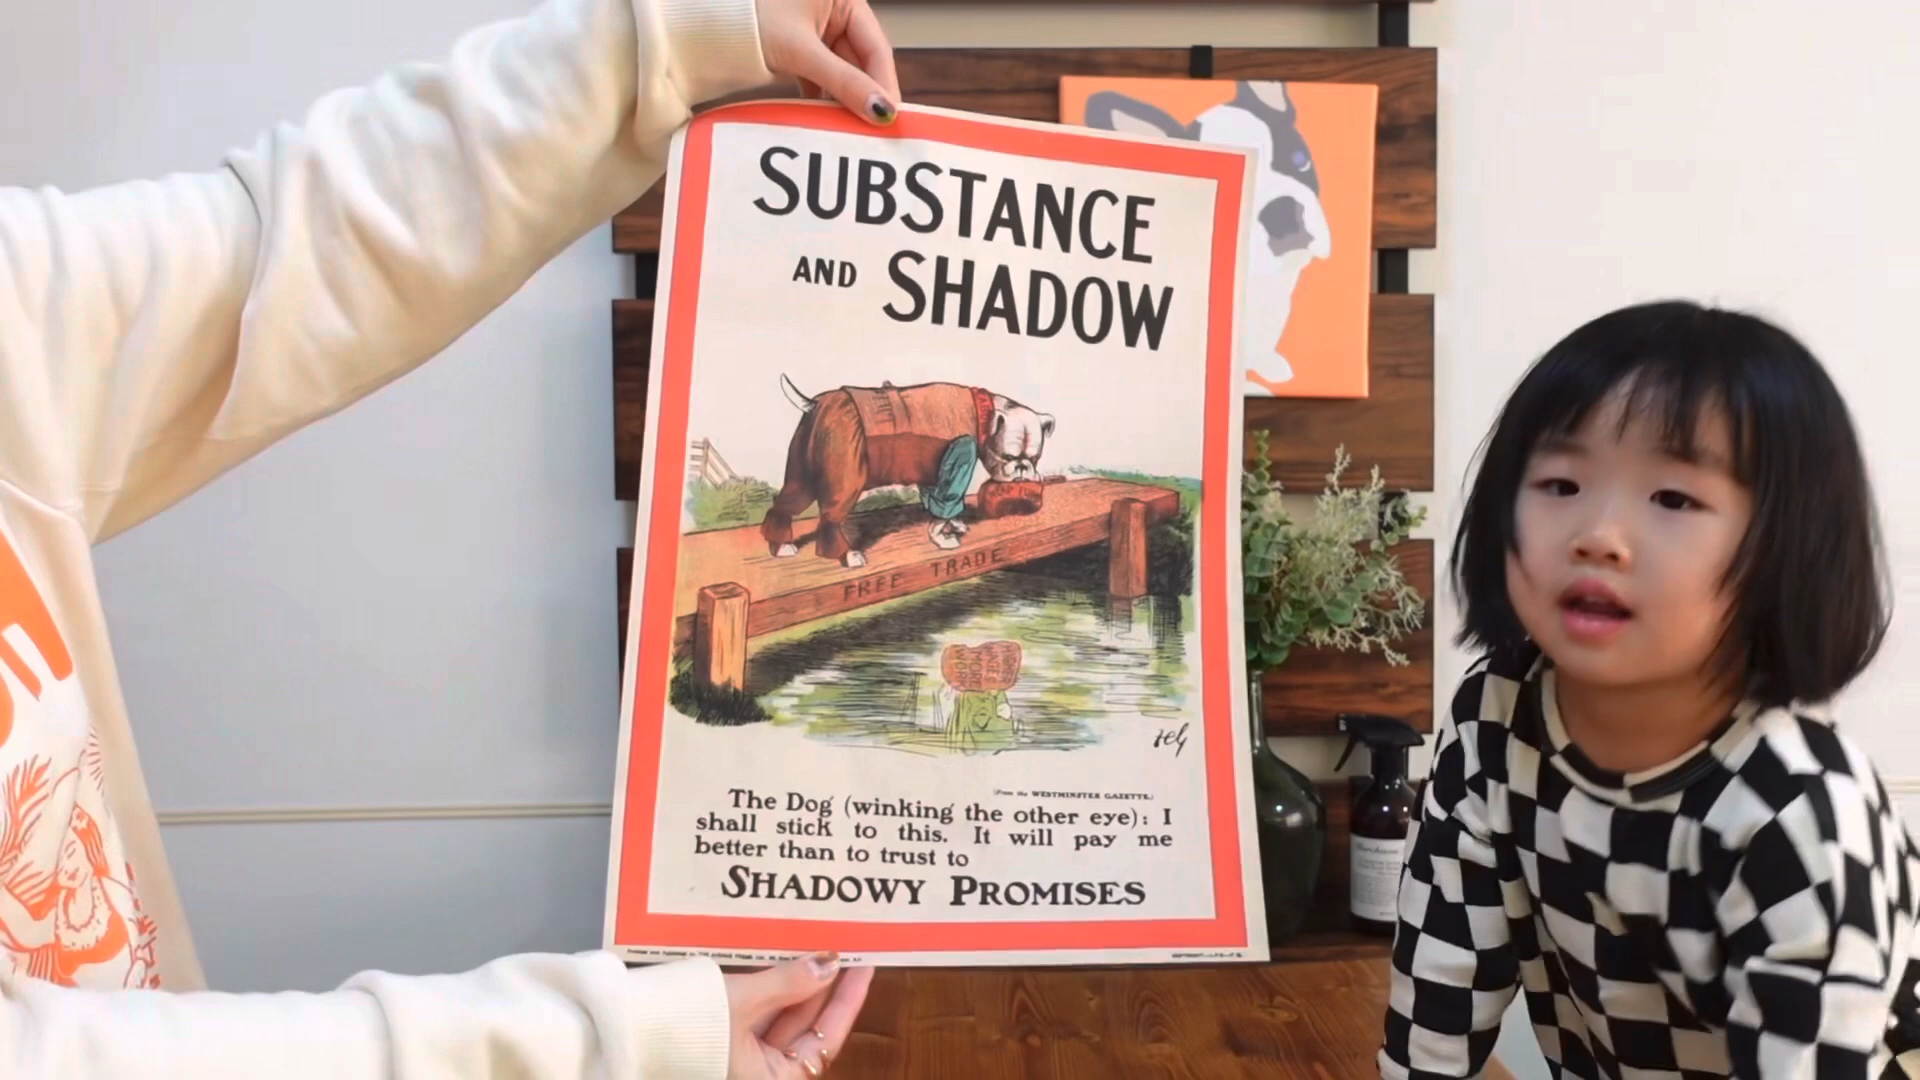 SUBSTANCE
AND SHADOW
FREE TRADE
(From the WESTMINSTER GAZETTE.)
The Dog (winking the other eye): I
shall stick to this. It will pay me
better than to trust to
SHADOWY PROMISES